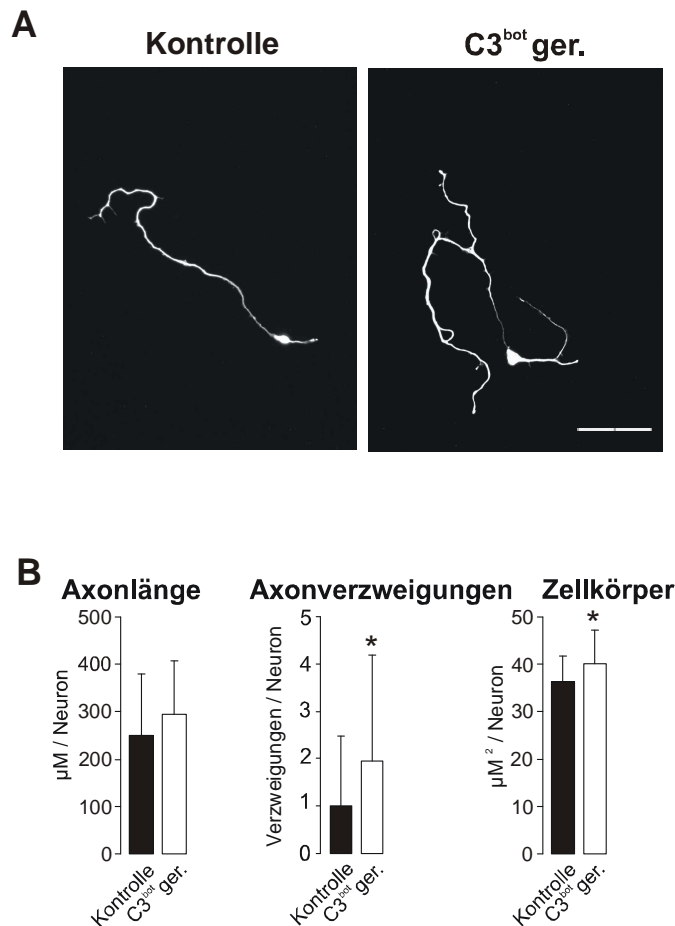 A
Kontrolle
C3ᵇᵒᵗ ger.
B
Axonlänge
500
400
300
200
100
0
µM / Neuron
Kontrolle
C3ᵇᵒᵗ ger.
Axonverzweigungen
5
4
3
2
1
0
Verzweigungen / Neuron
*
Kontrolle
C3ᵇᵒᵗ ger.
Zellkörper
50
40
30
20
10
0
µM ² / Neuron
*
Kontrolle
C3ᵇᵒᵗ ger.